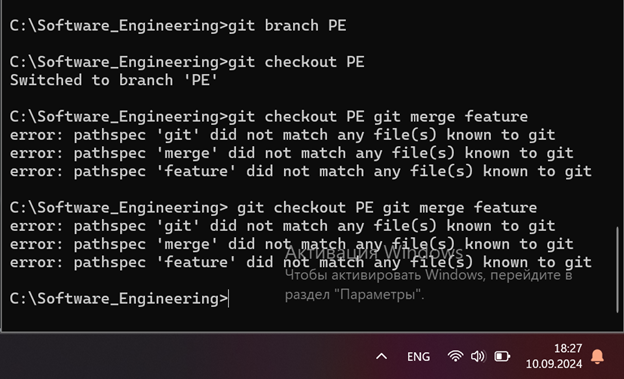 C:\Software_Engineering>git branch PE
C:\Software_Engineering>git checkout PE
Switched to branch 'PE'
C:\Software_Engineering>git checkout PE git merge feature
error: pathspec 'git' did not match any file(s) known to git
error: pathspec 'merge' did not match any file(s) known to git
error: pathspec 'feature' did not match any file(s) known to git
C:\Software_Engineering> git checkout PE git merge feature
error: pathspec 'git' did not match any file(s) known to git
error: pathspec 'merge' did not match any file(s) known to git
error: pathspec 'feature' did not match any file(s) known to git
Активация Windows
Чтобы активировать Windows, перейдите в
раздел "Параметры".
C:\Software_Engineering>
ENG
18:27
10.09.2024